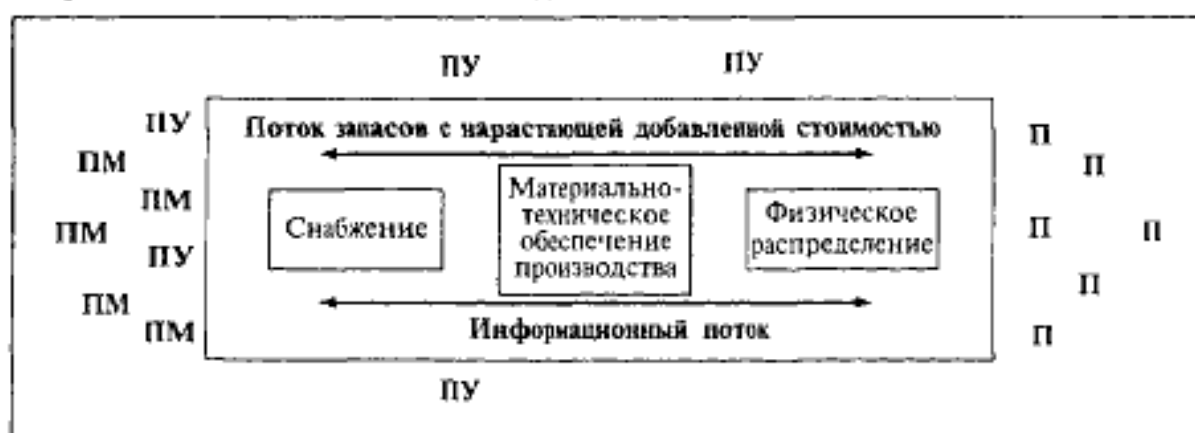 ПУ ПУ
ПУ
Поток запасов с нарастающей добавленной стоимостью
П
ПМ
П
ПМ
Снабжение
Материально-
техническое
обеспечение
производства
Физическое
распределение
ПМ
П
П
ПУ
ПМ
П
ПМ
Информационный поток
П
ПУ